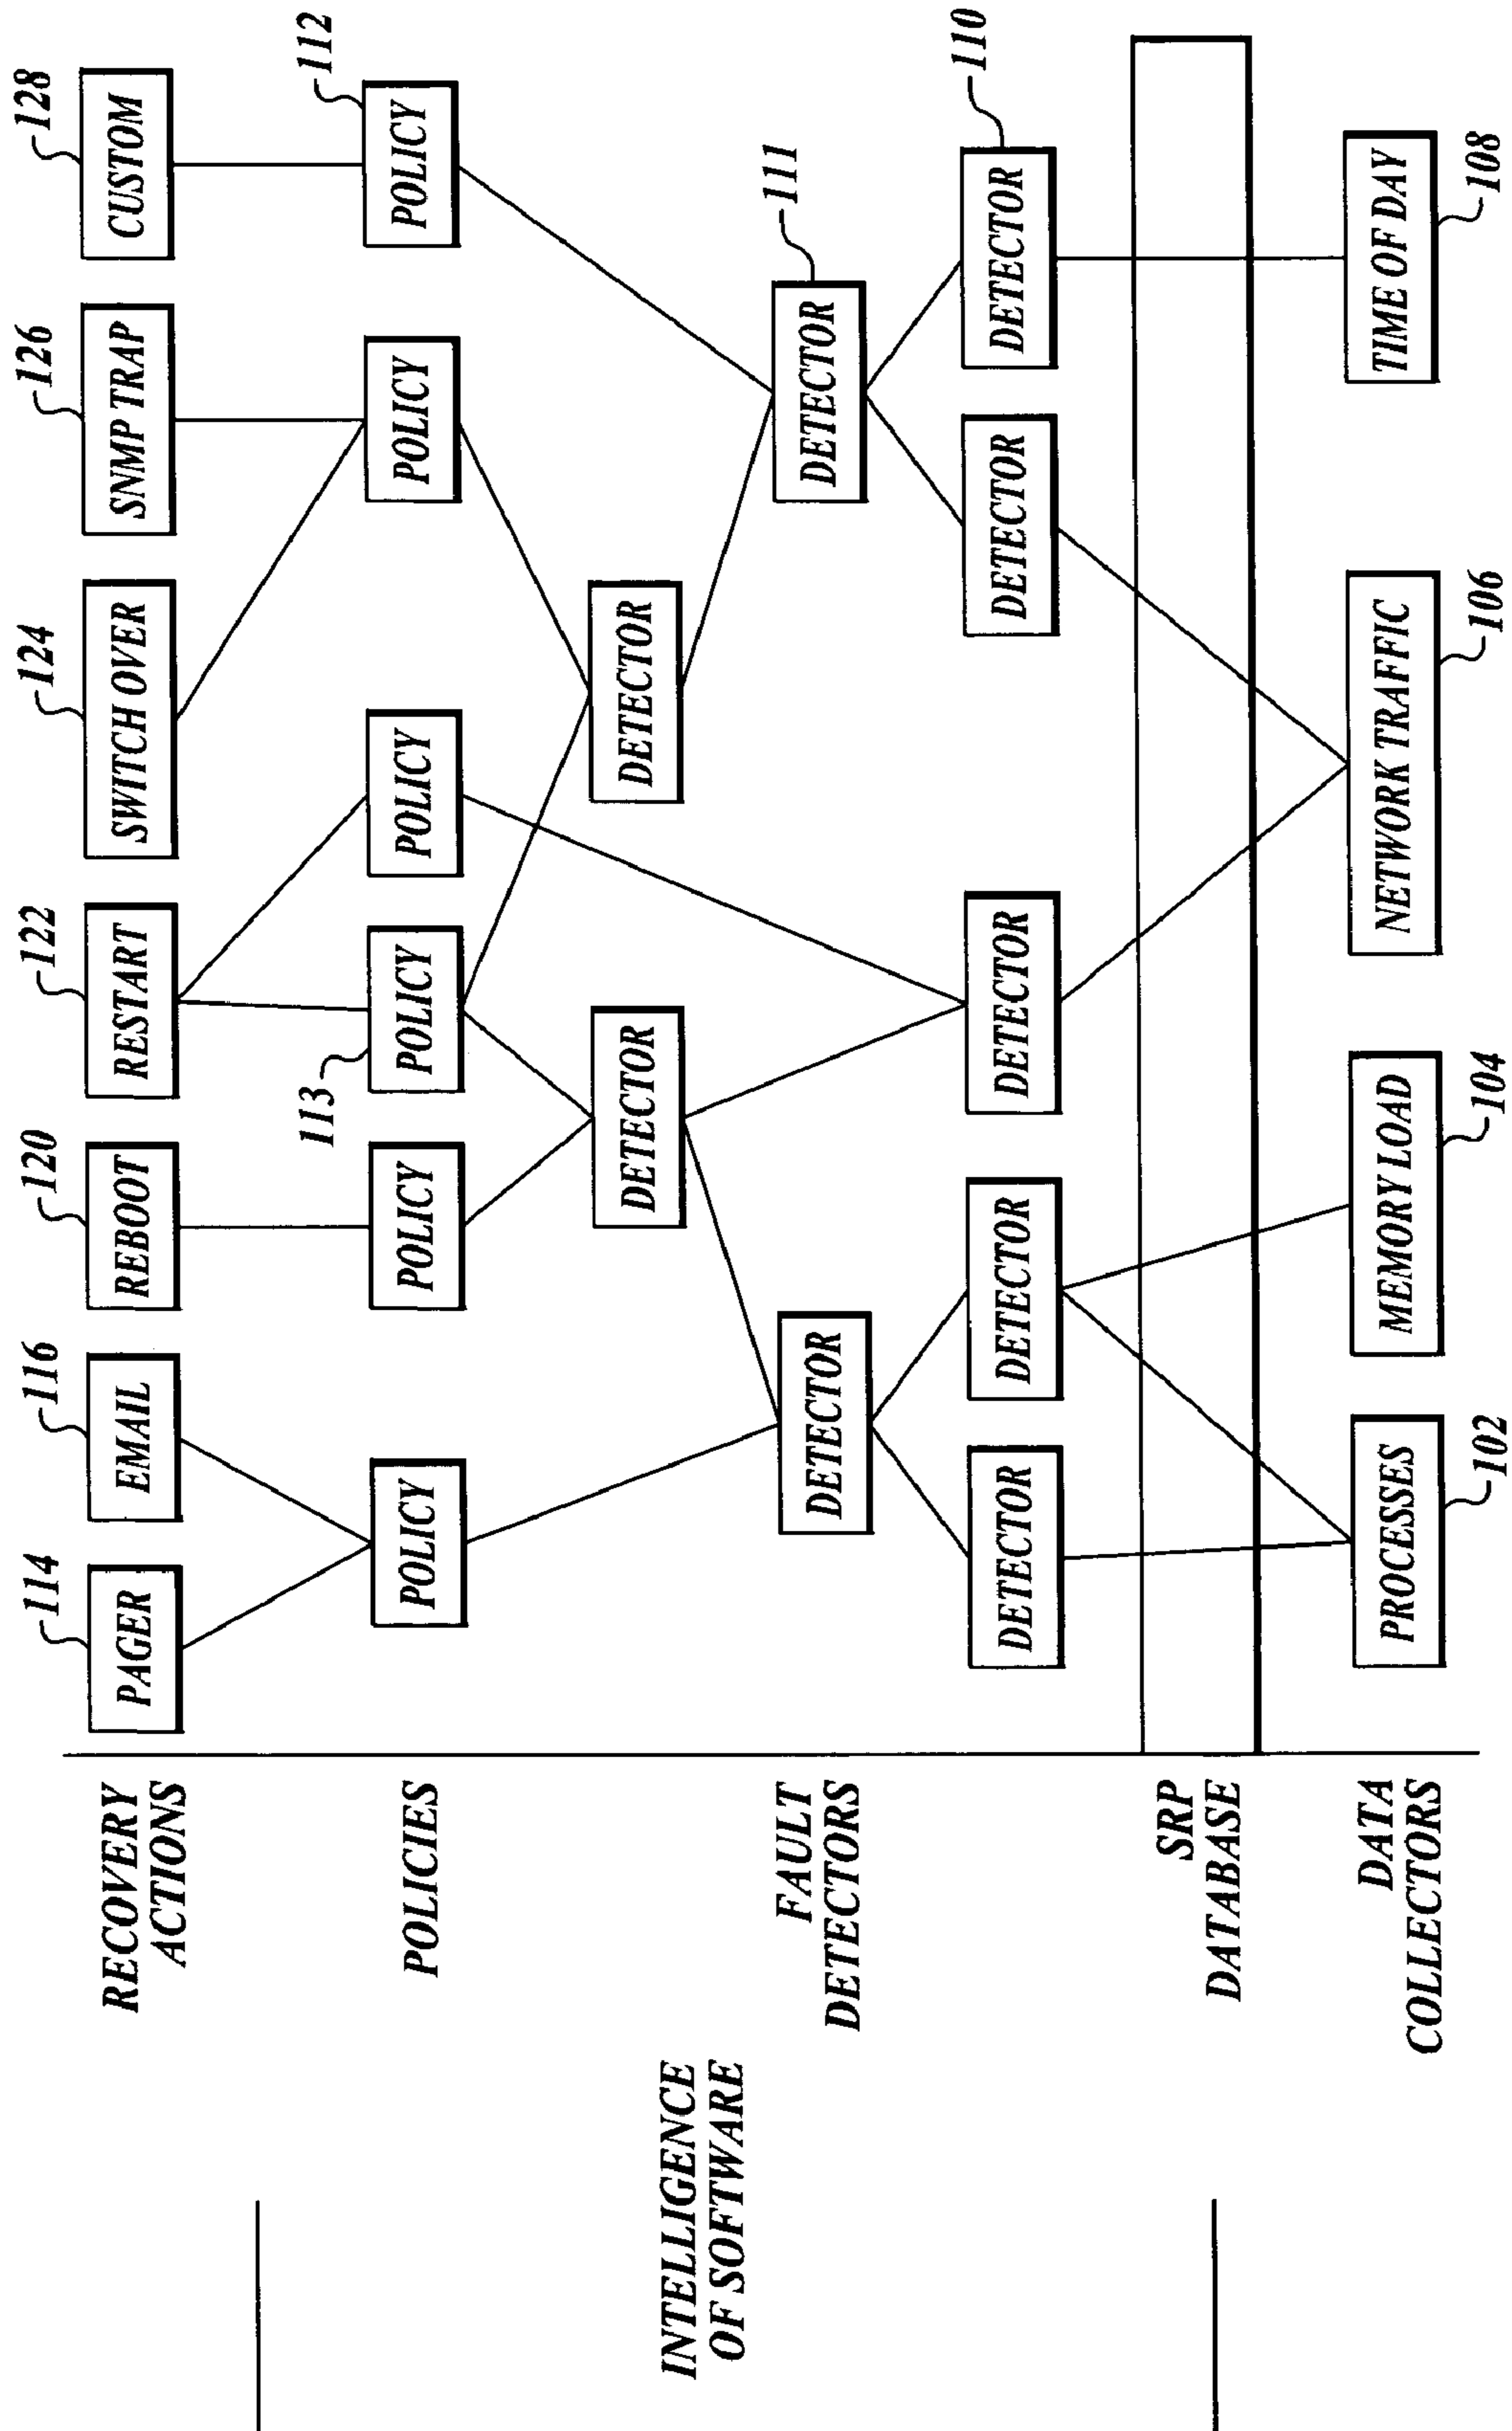 114
116
120
122
124
126
128
RECOVERY
ACTIONS
PAGER
EMAIL
REBOOT
RESTART
SWITCH OVER
SNMP TRAP
CUSTOM
113
112
POLICIES
POLICY
POLICY
POLICY
POLICY
POLICY
POLICY
INTELLIGENCE
OF SOFTWARE
DETECTOR
DETECTOR
111
FAULT
DETECTORS
DETECTOR
DETECTOR
110
DETECTOR
DETECTOR
DETECTOR
DETECTOR
DETECTOR
SRP
DATABASE
DATA
COLLECTORS
PROCESSES
MEMORY LOAD
NETWORK TRAFFIC
TIME OF DAY
102
104
106
108